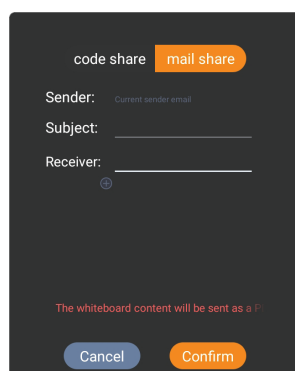 code share mail share
Sender: Current sender email
Subject:
Receiver:
The whiteboard content will be sent as a
Cancel Confirm